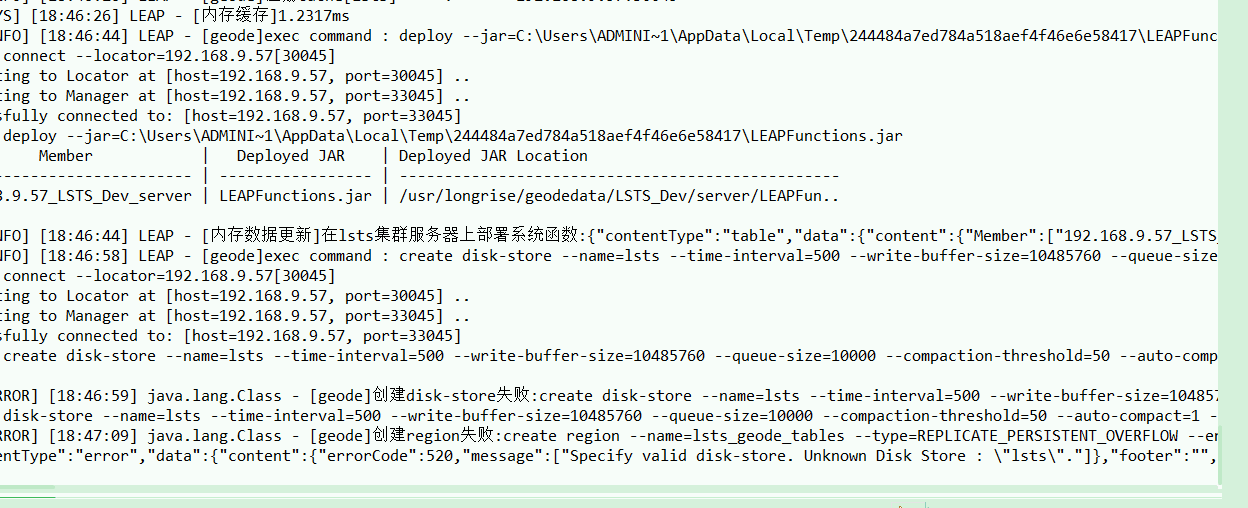 YS] [18:46:26] LEAP - [内存缓存]1.2317ms
NFO] [18:46:44] LEAP - [geode]exec command : deploy --jar=C:\Users\ADMINI~1\AppData\Local\Temp\244484a7ed784a518aef4f46e6e58417\LEAPFunc
connect --locator=192.168.9.57[30045]
ting to Locator at [host=192.168.9.57, port=30045] ..
ting to Manager at [host=192.168.9.57, port=33045] ..
sfully connected to: [host=192.168.9.57, port=33045]
deploy --jar=C:\Users\ADMINI~1\AppData\Local\Temp\244484a7ed784a518aef4f46e6e58417\LEAPFunctions.jar
Member | Deployed JAR | Deployed JAR Location
---------------------- | ----------------- | -------------------------------------------------
8.9.57_LSTS_Dev_server | LEAPFunctions.jar | /usr/longrise/geodedata/LSTS_Dev/server/LEAPFun..
NFO] [18:46:44] LEAP - [内存数据更新]在lsts集群服务器上部署系统函数:{"contentType":"table","data":{"content":{"Member":["192.168.9.57_LSTS_
NFO] [18:46:58] LEAP - [geode]exec command : create disk-store --name=lsts --time-interval=500 --write-buffer-size=10485760 --queue-size
connect --locator=192.168.9.57[30045]
ting to Locator at [host=192.168.9.57, port=30045] ..
ting to Manager at [host=192.168.9.57, port=33045] ..
sfully connected to: [host=192.168.9.57, port=33045]
create disk-store --name=lsts --time-interval=500 --write-buffer-size=10485760 --queue-size=10000 --compaction-threshold=50 --auto-comp
RROR] [18:46:59] java.lang.Class - [geode]创建disk-store失败:create disk-store --name=lsts --time-interval=500 --write-buffer-size=104857
disk-store --name=lsts --time-interval=500 --write-buffer-size=10485760 --queue-size=10000 --compaction-threshold=50 --auto-compact=1 -
RROR] [18:47:09] java.lang.Class - [geode]创建region失败:create region --name=lsts_geode_tables --type=REPLICATE_PERSISTENT_OVERFLOW --er
entType":"error","data":{"content":{"errorCode":520,"message":["Specify valid disk-store. Unknown Disk Store : \"lsts\"."]},"footer":"",